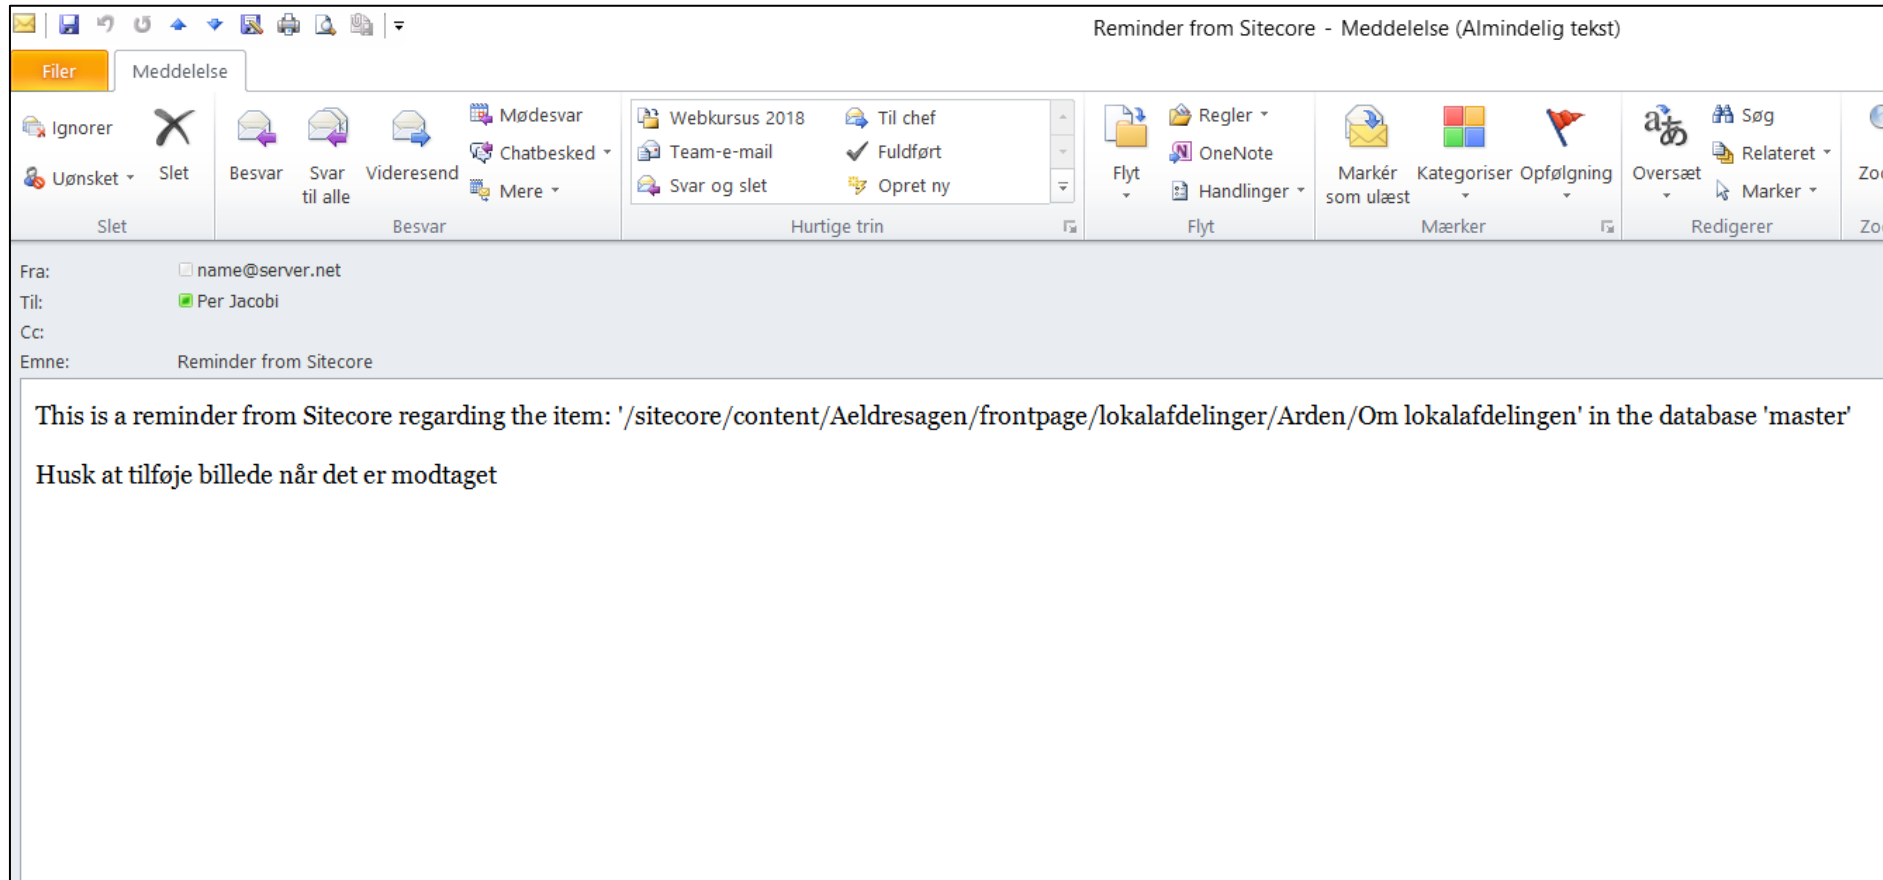 Reminder from Sitecore - Meddelelse (Almindelig tekst)
Filer Meddelelse
Ignorer
Uønsket
Slet
Slet
Besvar
Svar til alle
Videresend
Mødesvar
Chatbesked
Mere
Besvar
Webkursus 2018 Til chef
Team-e-mail Fuldført
Svar og slet Opret ny
Hurtige trin
Flyt
Regler
OneNote
Handlinger
Flyt
Markér som ulæst
Kategoriser
Opfølgning
Mærker
Oversæt
Søg
Relateret
Marker
Redigerer
Fra: name@server.net
Til: Per Jacobi
Cc:
Emne: Reminder from Sitecore
This is a reminder from Sitecore regarding the item: '/sitecore/content/Aeldresagen/frontpage/lokalafdelinger/Arden/Om lokalafdelingen' in the database 'master'
Husk at tilføje billede når det er modtaget